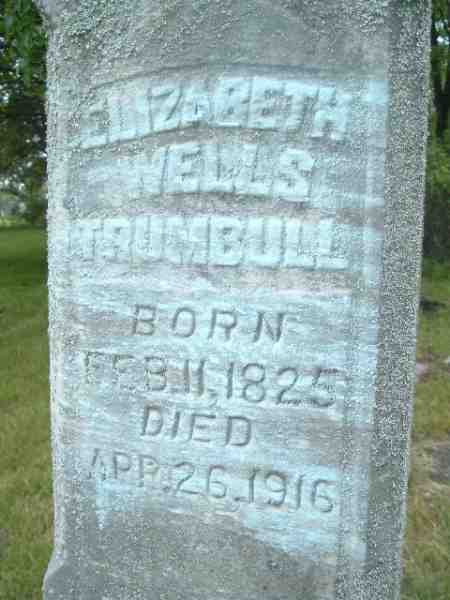 ELIZABETH
WELLS
TRUMBULL
BORN
FEB.11,1825
DIED
APR.26,1916